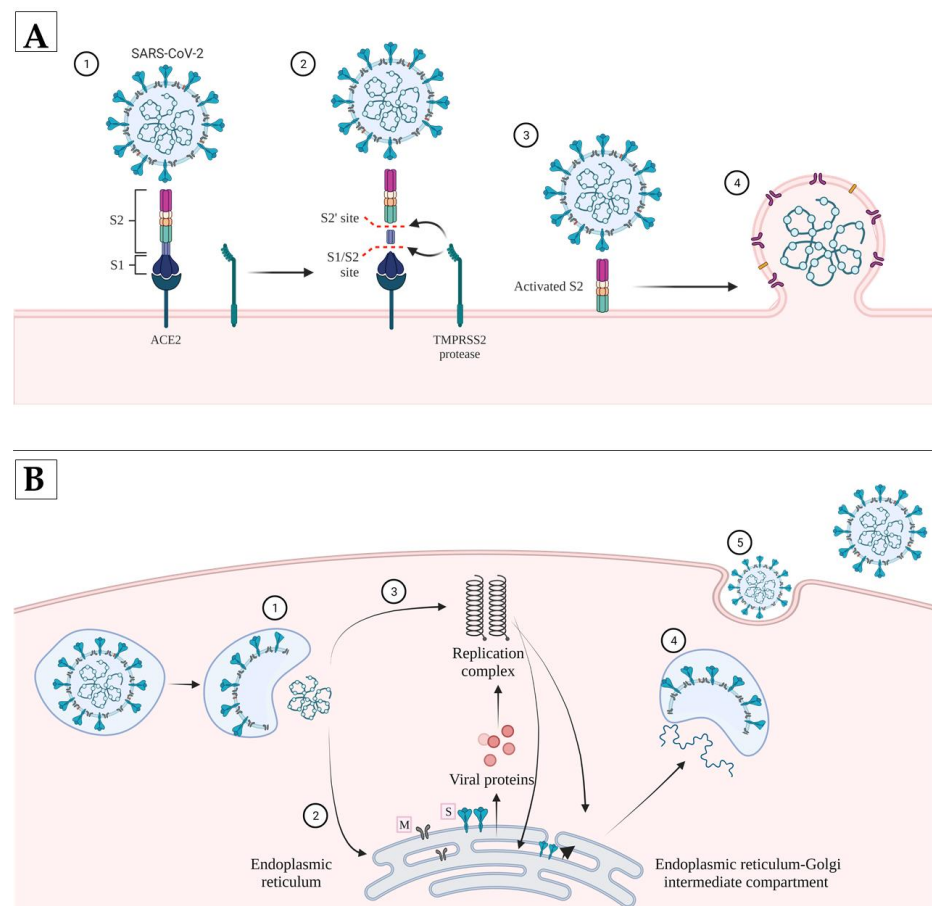 A
1
SARS-CoV-2
2
3
4
S2
S1
S2' site
S1/S2
site
Activated S2
ACE2
TMPRSS2
protease
B
5
1
3
4
Replication
complex
Viral proteins
2
M
S
Endoplasmic
reticulum
Endoplasmic reticulum-Golgi
intermediate compartment